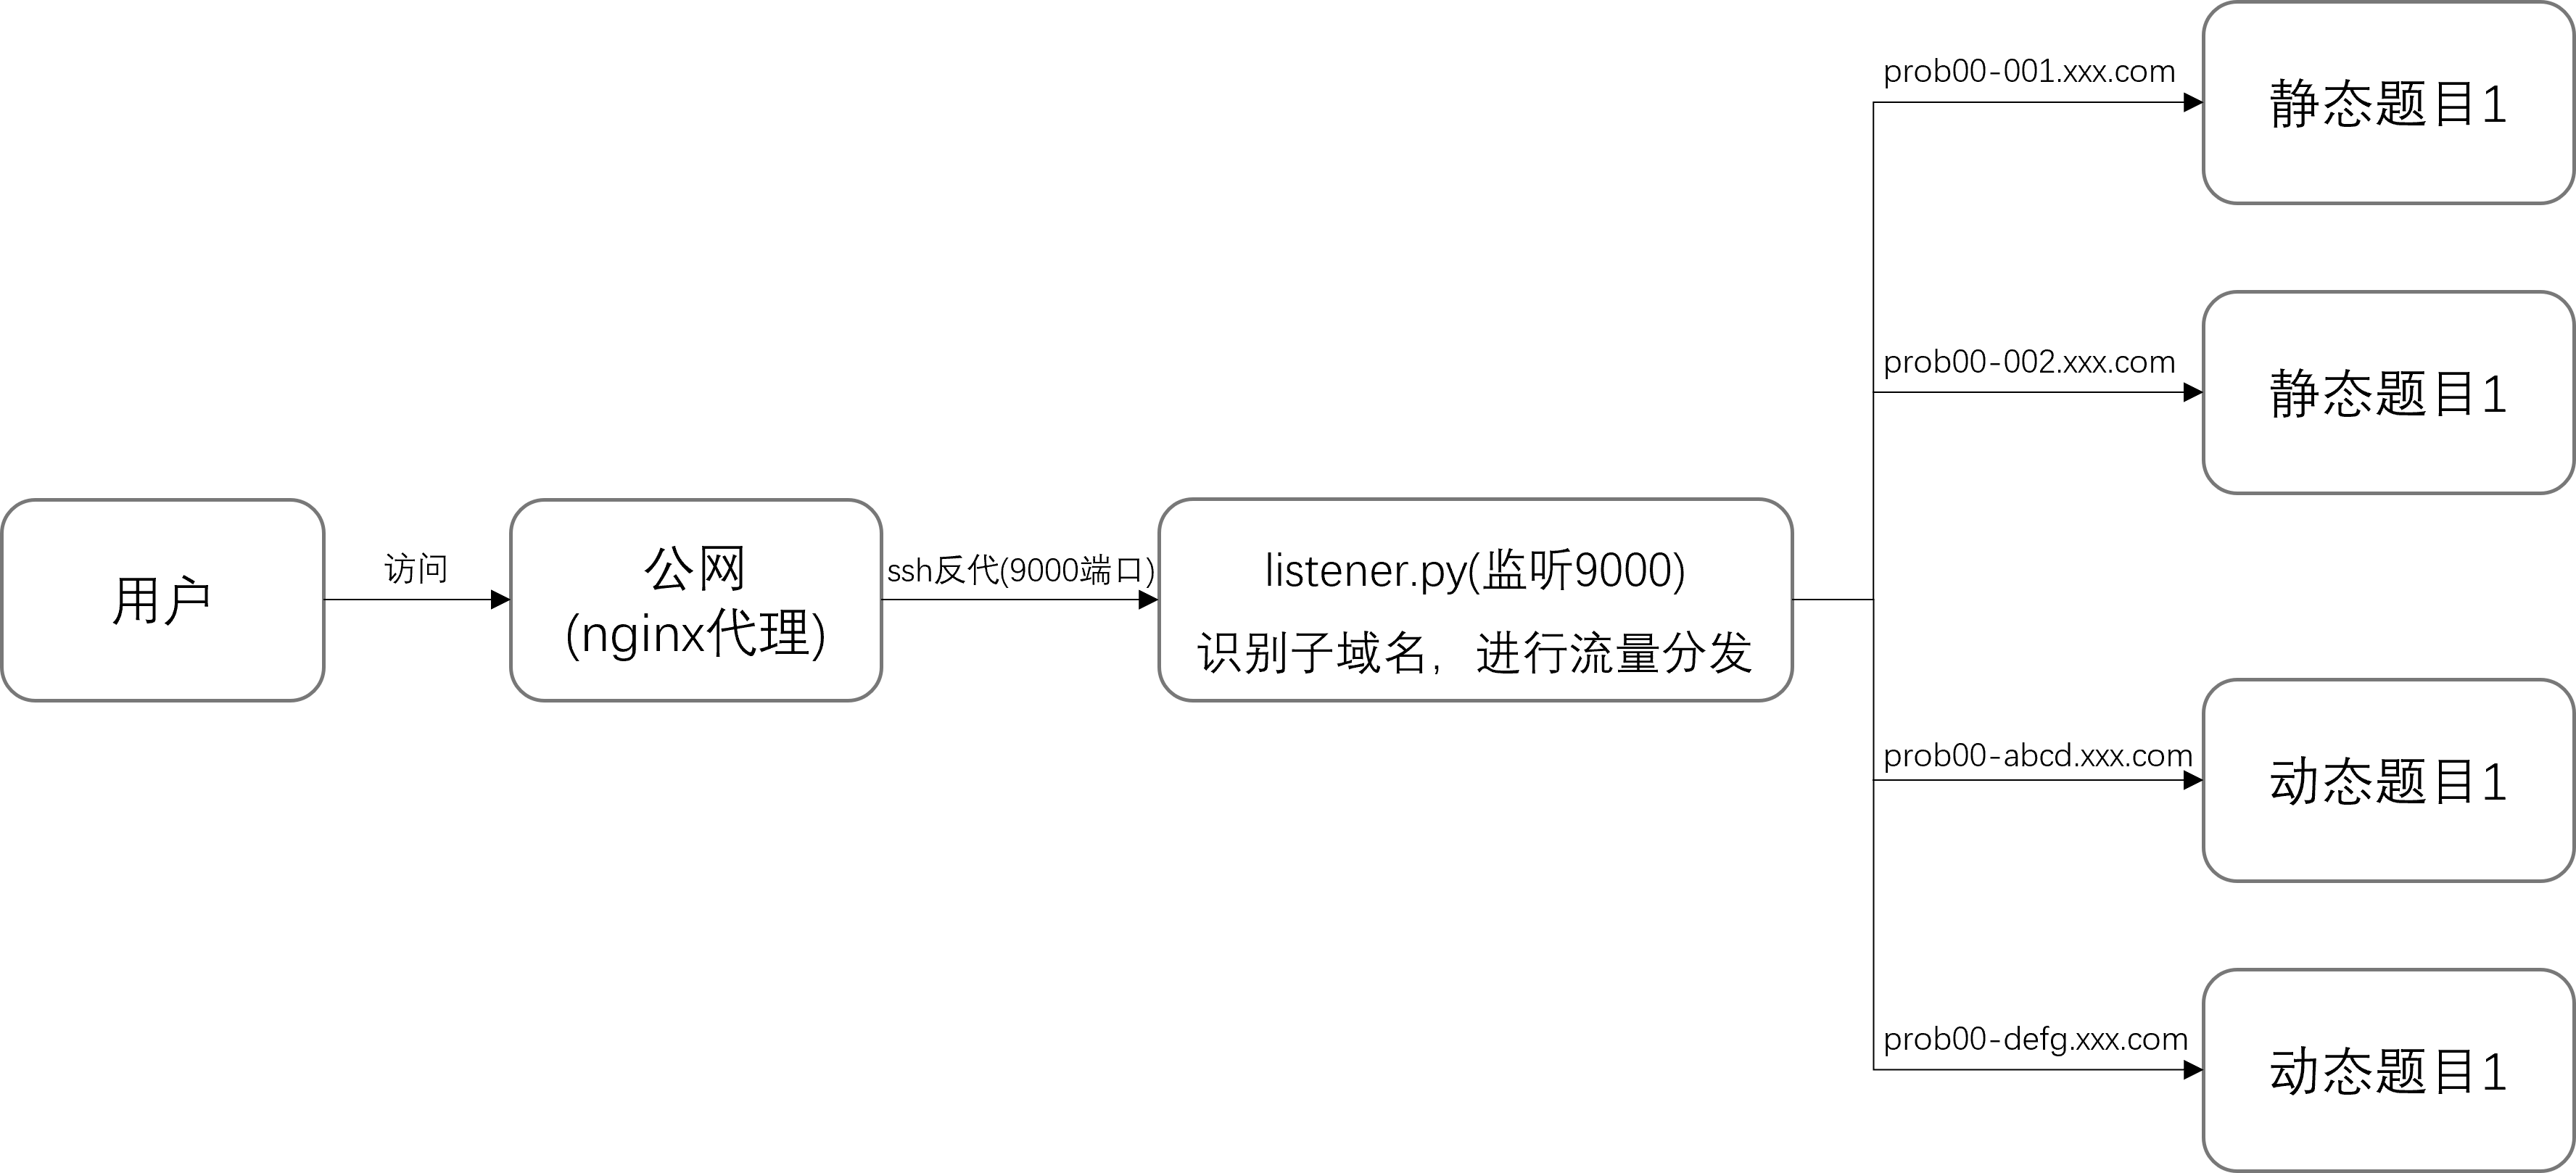 prob00-001.xxx.com
静态题目1
prob00-002.xxx.com
静态题目1
用户
访问
公网
(nginx代理)
ssh反代(9000端口)
listener.py(监听9000)
识别子域名，进行流量分发
prob00-abcd.xxx.com
动态题目1
prob00-defg.xxx.com
动态题目1